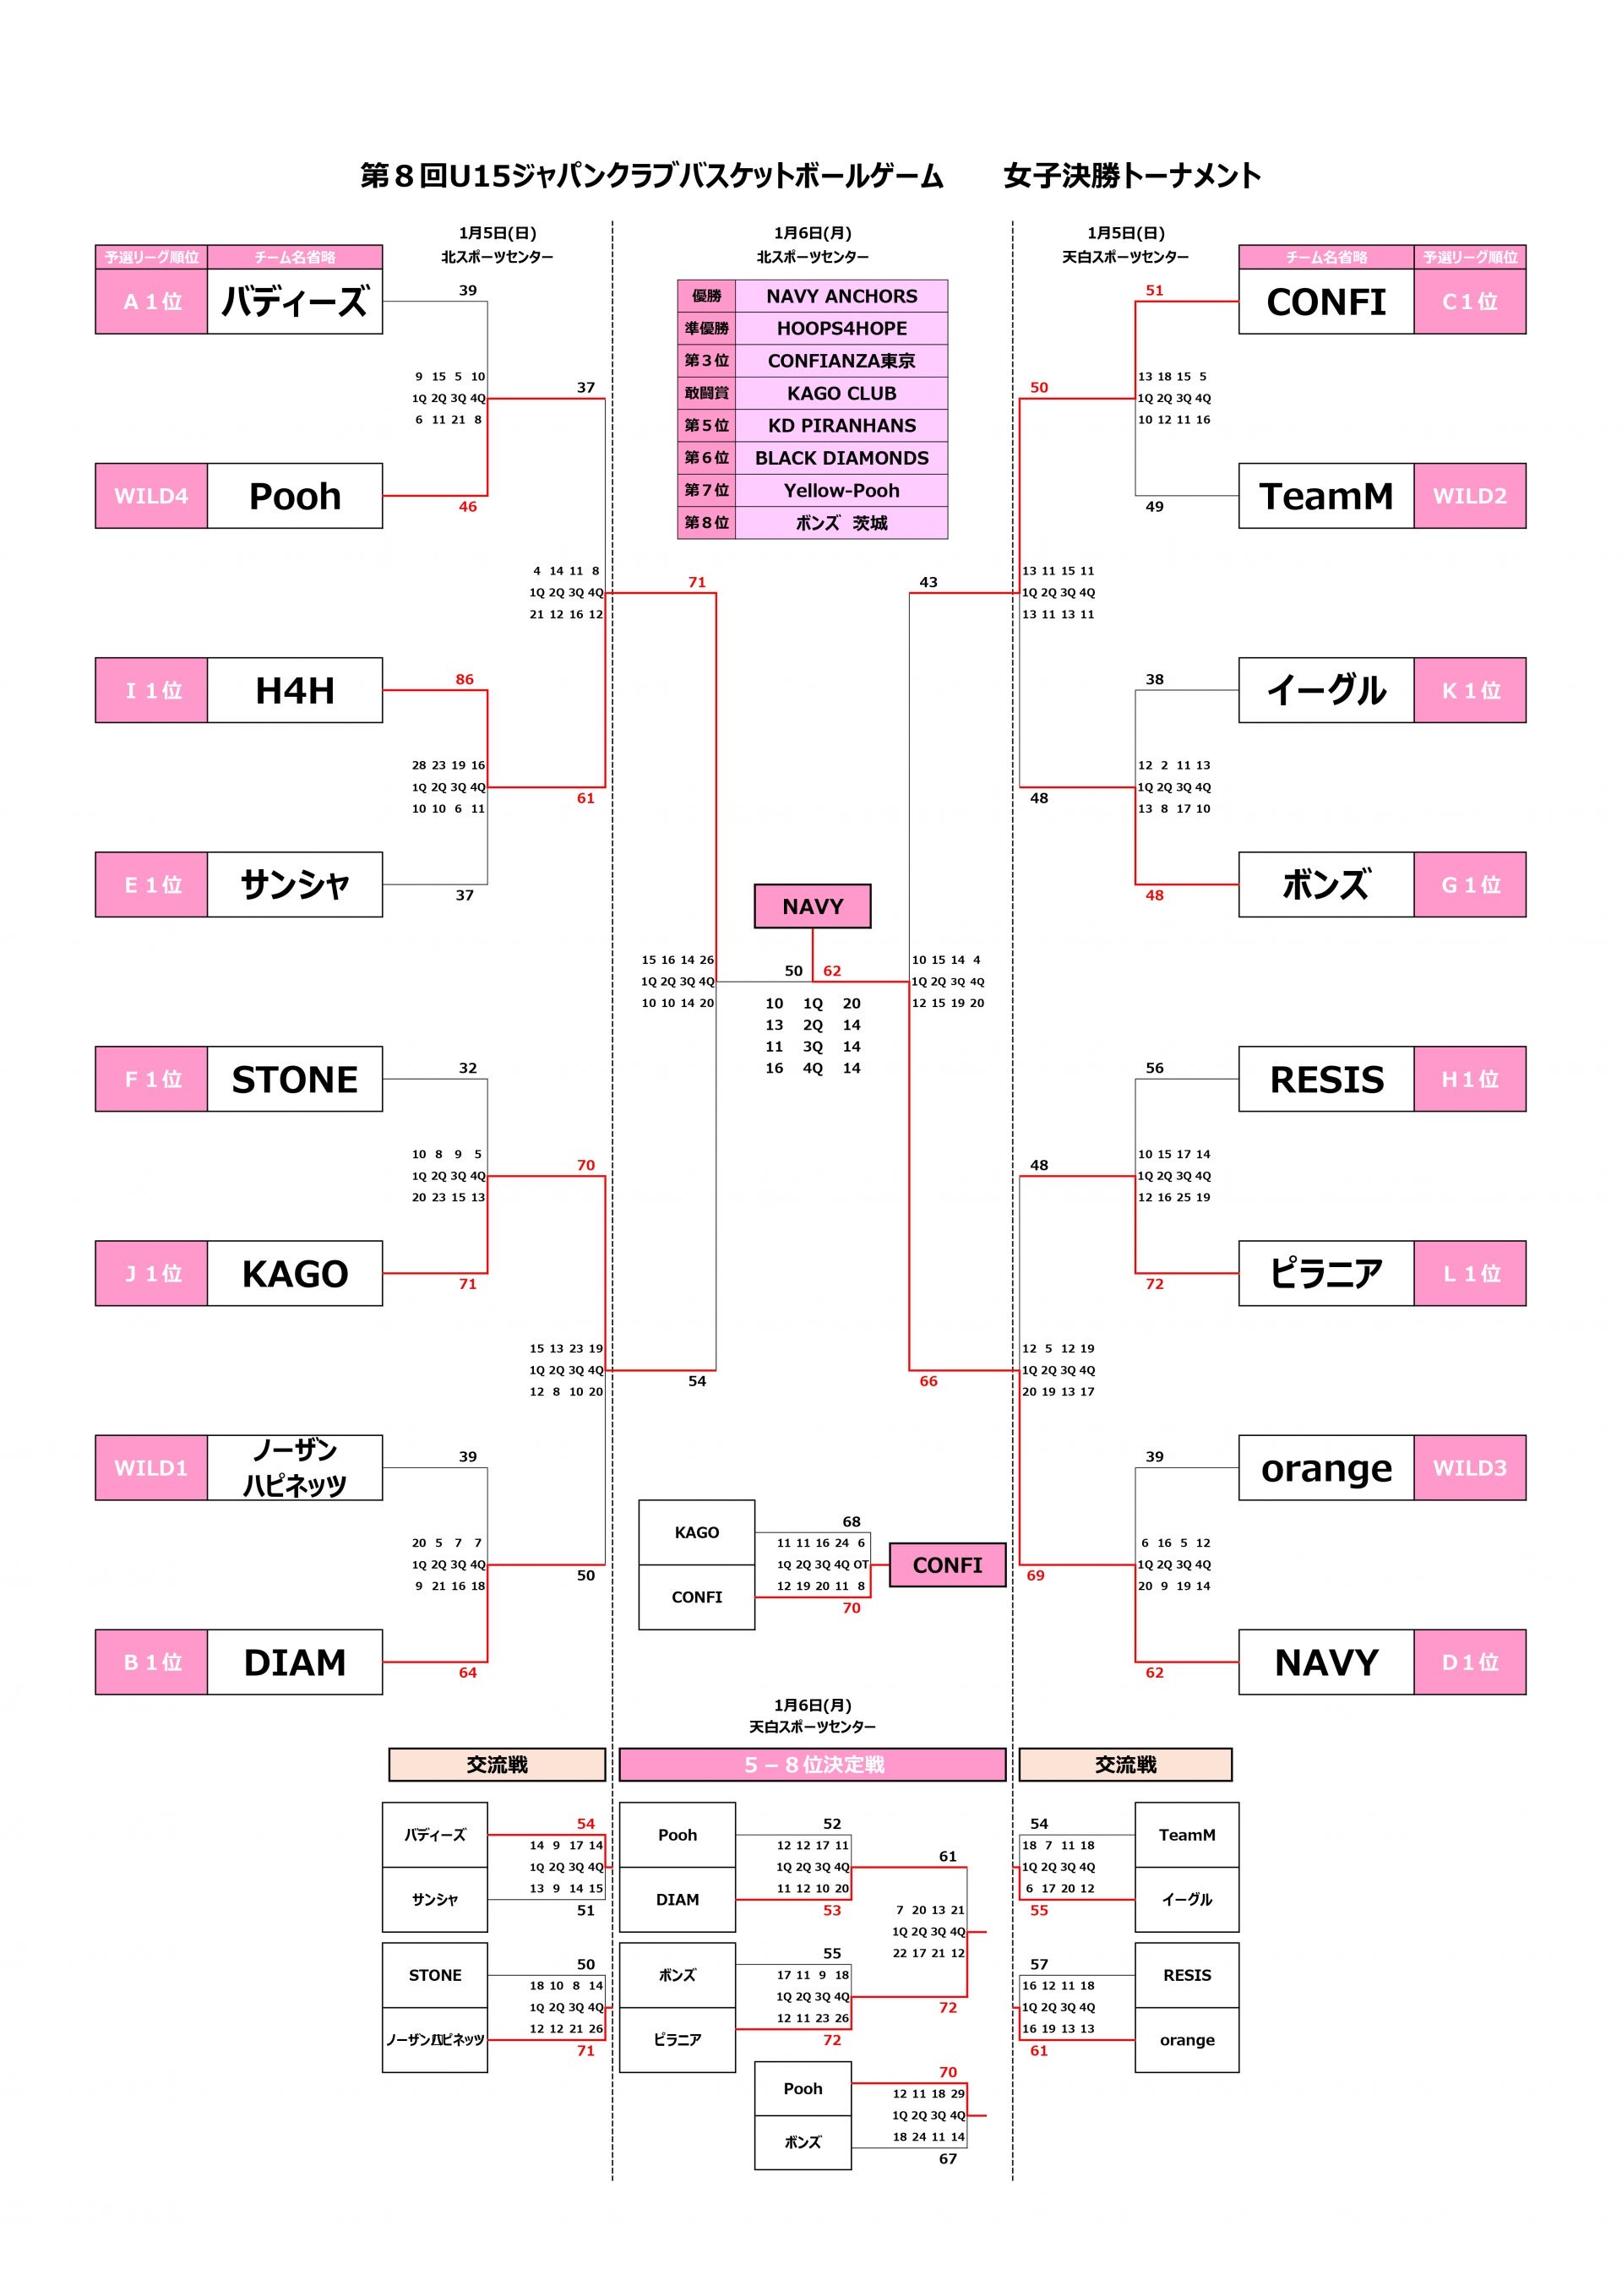 第８回U15ジャパンクラブバスケットボールゲーム　　女子決勝トーナメント
1月5日(日)
北スポーツセンター
1月6日(月)
北スポーツセンター
1月5日(日)
天白スポーツセンター
予選リーグ順位 チーム名省略
チーム名省略 予選リーグ順位
A１位 バディーズ
39
9 15 5 10
1Q 2Q 3Q 4Q
6 11 21 8
WILD4 Pooh
46
37
4 14 11 8
1Q 2Q 3Q 4Q
21 12 16 12
I１位 H4H
86
28 23 19 16
1Q 2Q 3Q 4Q
10 10 6 11
61
E１位 サンシャ
37
71
15 16 14 26
1Q 2Q 3Q 4Q
10 10 14 20
F１位 STONE
32
10 8 9 5
1Q 2Q 3Q 4Q
20 23 15 13
70
J１位 KAGO
71
15 13 23 19
1Q 2Q 3Q 4Q
12 8 10 20
54
WILD1 ノーザン
ハピネッツ
39
20 5 7 7
1Q 2Q 3Q 4Q
9 21 16 18
50
B１位 DIAM
64
優勝 NAVY ANCHORS
準優勝 HOOPS4HOPE
第３位 CONFIANZA東京
敢闘賞 KAGO CLUB
第５位 KD PIRANHANS
第６位 BLACK DIAMONDS
第７位 Yellow-Pooh
第８位 ボンズ 茨城
NAVY
50 62
10 1Q 20
13 2Q 14
11 3Q 14
16 4Q 14
51
CONFI C１位
50
13 18 15 5
1Q 2Q 3Q 4Q
10 12 11 16
49
TeamM WILD2
43
13 11 15 11
1Q 2Q 3Q 4Q
13 11 13 11
38
イーグル K１位
12 2 11 13
1Q 2Q 3Q 4Q
13 8 17 10
48
48
ボンズ G１位
10 15 14 4
1Q 2Q 3Q 4Q
12 15 19 20
56
RESIS H１位
48
10 15 17 14
1Q 2Q 3Q 4Q
12 16 25 19
72
ピラニア L１位
66
12 5 12 19
1Q 2Q 3Q 4Q
20 19 13 17
39
orange WILD3
6 16 5 12
1Q 2Q 3Q 4Q
20 9 19 14
69
62
NAVY D１位
KAGO
68
11 11 16 24 6
1Q 2Q 3Q 4Q OT
12 19 20 11 8
CONFI
70
CONFI
1月6日(月)
天白スポーツセンター
交流戦
５－８位決定戦
交流戦
バディーズ
54
14 9 17 14
1Q 2Q 3Q 4Q
13 9 14 15
サンシャ
51
STONE
50
18 10 8 14
1Q 2Q 3Q 4Q
12 12 21 26
ノーザンハピネッツ
71
Pooh
52
12 12 17 11
1Q 2Q 3Q 4Q
11 12 10 20
DIAM
53
61
7 20 13 21
1Q 2Q 3Q 4Q
22 17 21 12
72
ボンズ
55
17 11 9 18
1Q 2Q 3Q 4Q
12 11 23 26
ピラニア
72
Pooh
70
12 11 18 29
1Q 2Q 3Q 4Q
18 24 11 14
ボンズ
67
54
TeamM
18 7 11 18
1Q 2Q 3Q 4Q
6 17 20 12
55
イーグル
57
RESIS
16 12 11 18
1Q 2Q 3Q 4Q
16 19 13 13
61
orange